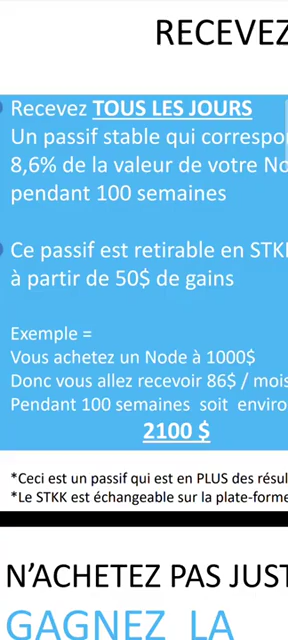 RECEVEZ
Recevez TOUS LES JOURS
Un passif stable qui correspo
8,6% de la valeur de votre No
pendant 100 semaines
Ce passif est retirable en STK
à partir de 50$ de gains
Exemple =
Vous achetez un Node à 1000$
Donc vous allez recevoir 86$ / mois
Pendant 100 semaines soit enviro
2100 $
*Ceci est un passif qui est en PLUS des résul
*Le STKK est échangeable sur la plate-forme
N’ACHETEZ PAS JUST
GAGNEZ LA